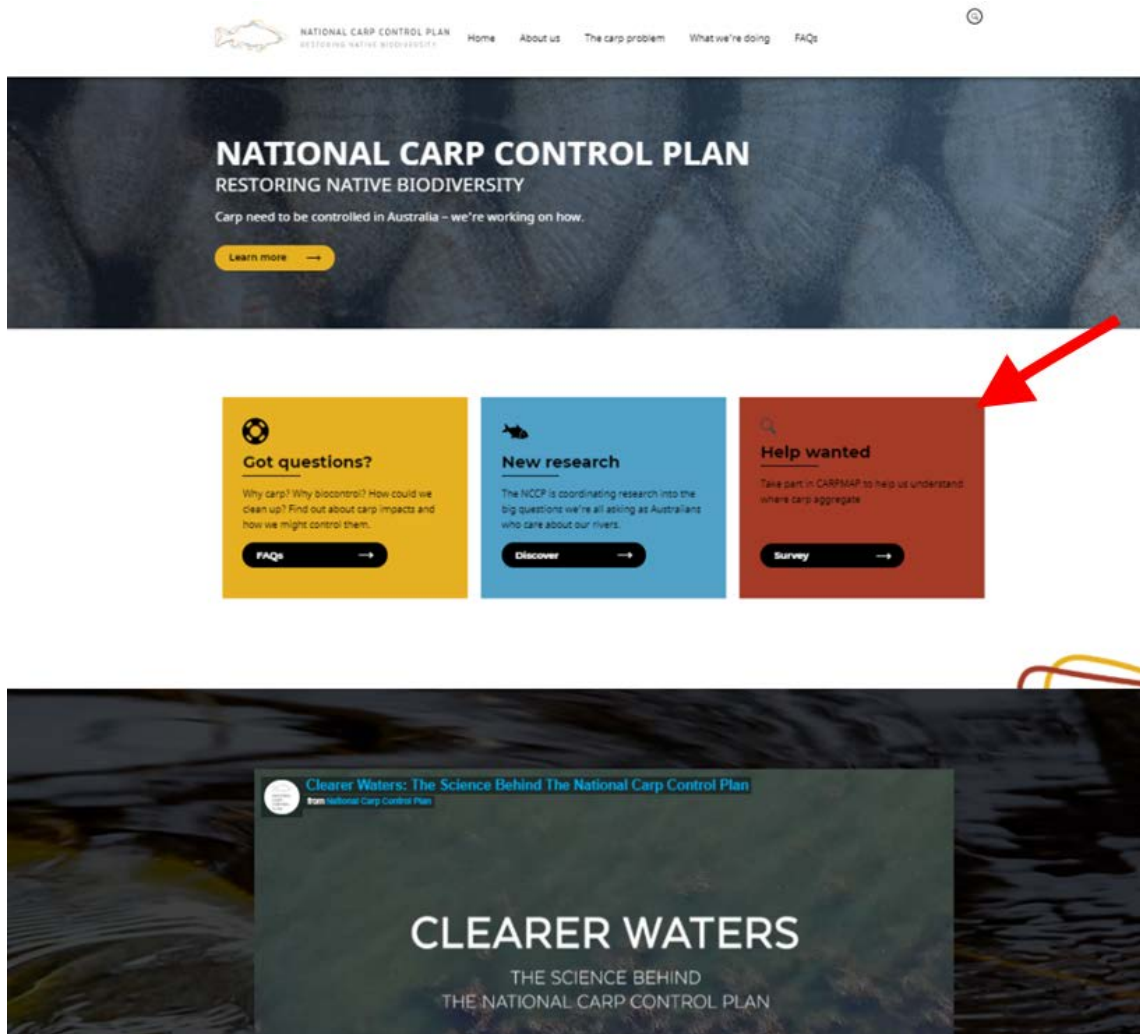 NATIONAL CARP CONTROL PLAN
RESTORING NATIVE BIODIVERSITY
Home About us The carp problem What we're doing FAQs
NATIONAL CARP CONTROL PLAN
RESTORING NATIVE BIODIVERSITY
Carp need to be controlled in Australia – we're working on how.
Learn more →
Got questions?
Why carp? Why biocontrol? How could we
clean up? Find out about carp impacts and
how we might control them.
FAQs →
New research
The NCCP is coordinating research into the
big questions we're all asking as Australians
who care about our rivers.
Discover →
Help wanted
Take part in CARPMAP to help us understand
where carp aggregate
Survey →
Clearer Waters: The Science Behind The National Carp Control Plan
from National Carp Control Plan
CLEARER WATERS
THE SCIENCE BEHIND
THE NATIONAL CARP CONTROL PLAN